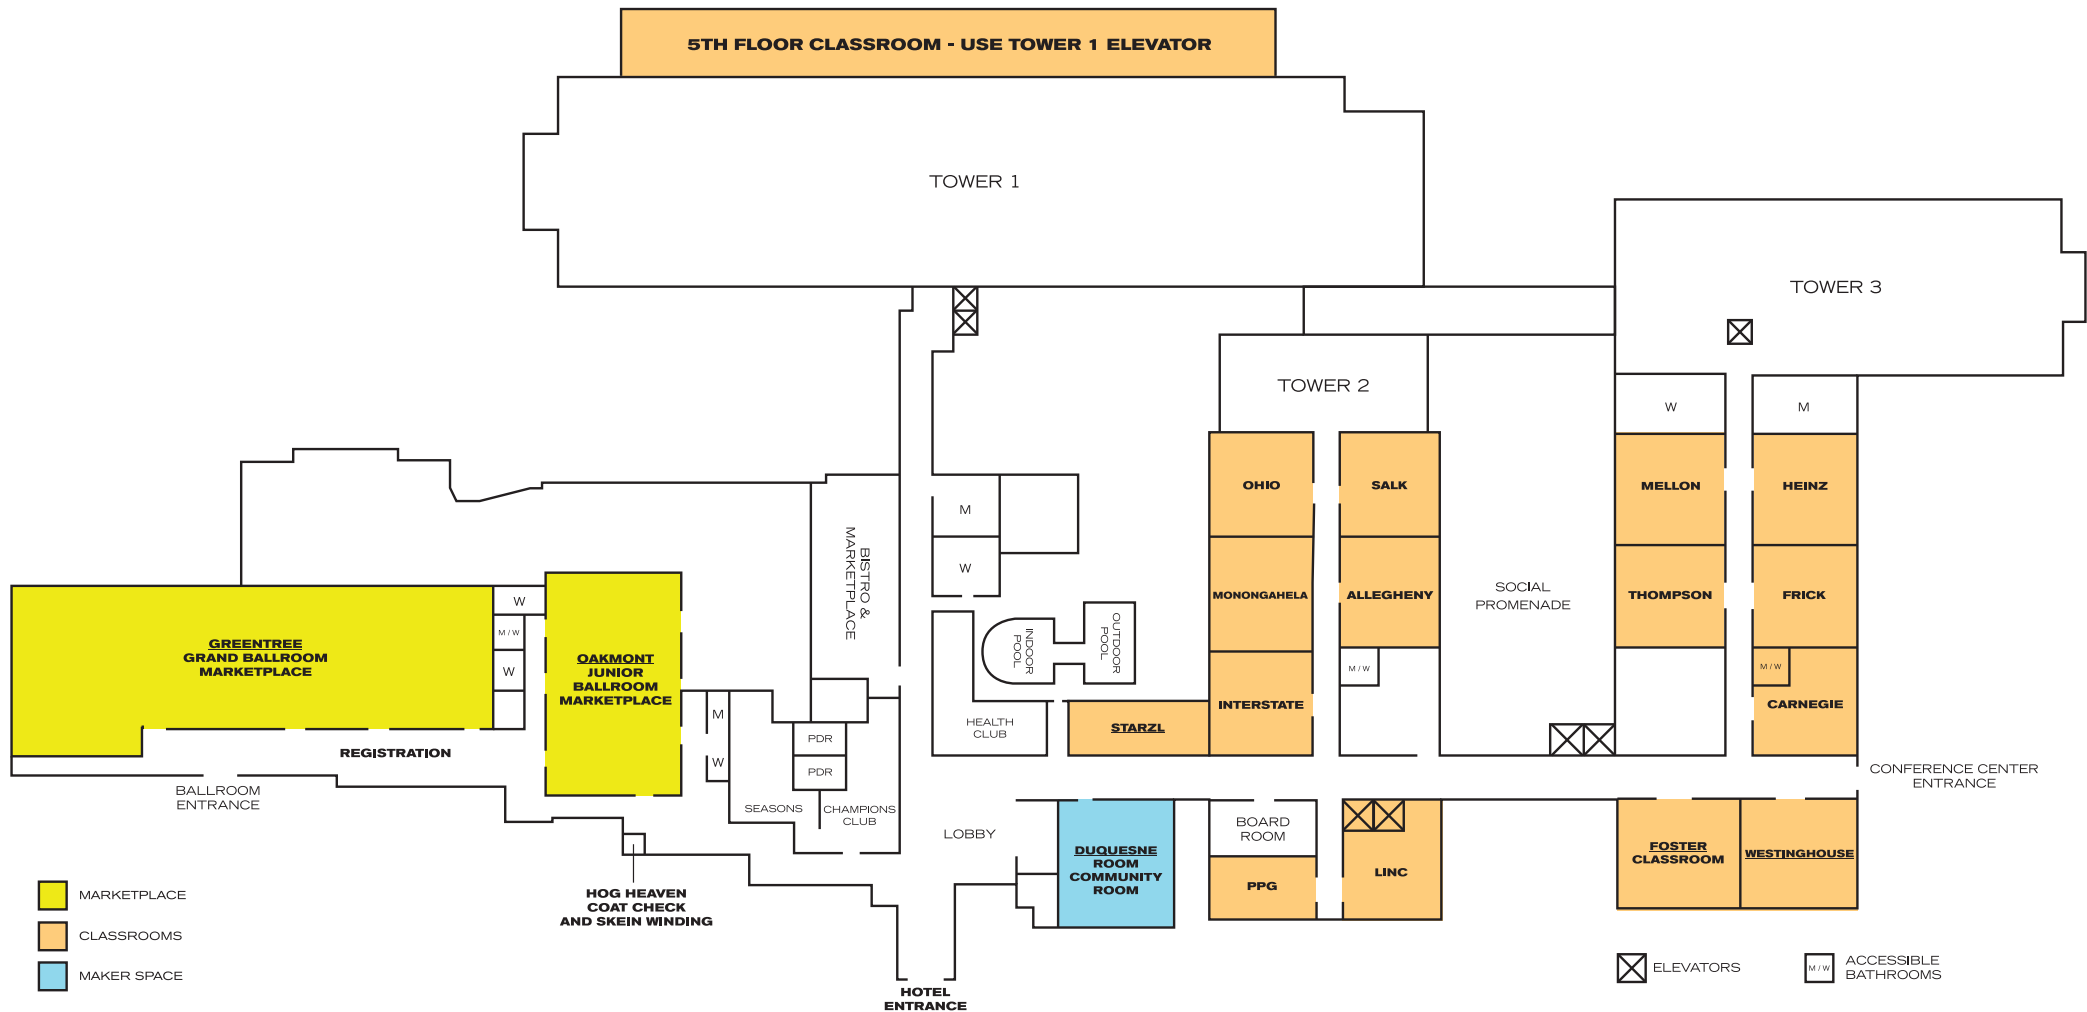 5TH FLOOR CLASSROOM - USE TOWER 1 ELEVATOR
TOWER 1
TOWER 3
TOWER 2
W
M
OHIO
SALK
MELLON
HEINZ
M
W
BISTRO &
MARKETPLACE
MONONGAHELA
ALLEGHENY
SOCIAL
PROMENADE
THOMPSON
FRICK
W
M / W
W
GREENTREE
GRAND BALLROOM
MARKETPLACE
OAKMONT
JUNIOR
BALLROOM
MARKETPLACE
INDOOR
POOL
OUTDOOR
POOL
M / W
M / W
INTERSTATE
CARNEGIE
M
W
PDR
PDR
HEALTH
CLUB
STARZL
REGISTRATION
BALLROOM
ENTRANCE
SEASONS
CHAMPIONS
CLUB
LOBBY
CONFERENCE CENTER
ENTRANCE
BOARD
ROOM
DUQUESNE
ROOM
COMMUNITY
ROOM
PPG
LINC
FOSTER
CLASSROOM
WESTINGHOUSE
HOG HEAVEN
COAT CHECK
AND SKEIN WINDING
HOTEL
ENTRANCE
MARKETPLACE
CLASSROOMS
MAKER SPACE
ELEVATORS
M / W
ACCESSIBLE
BATHROOMS